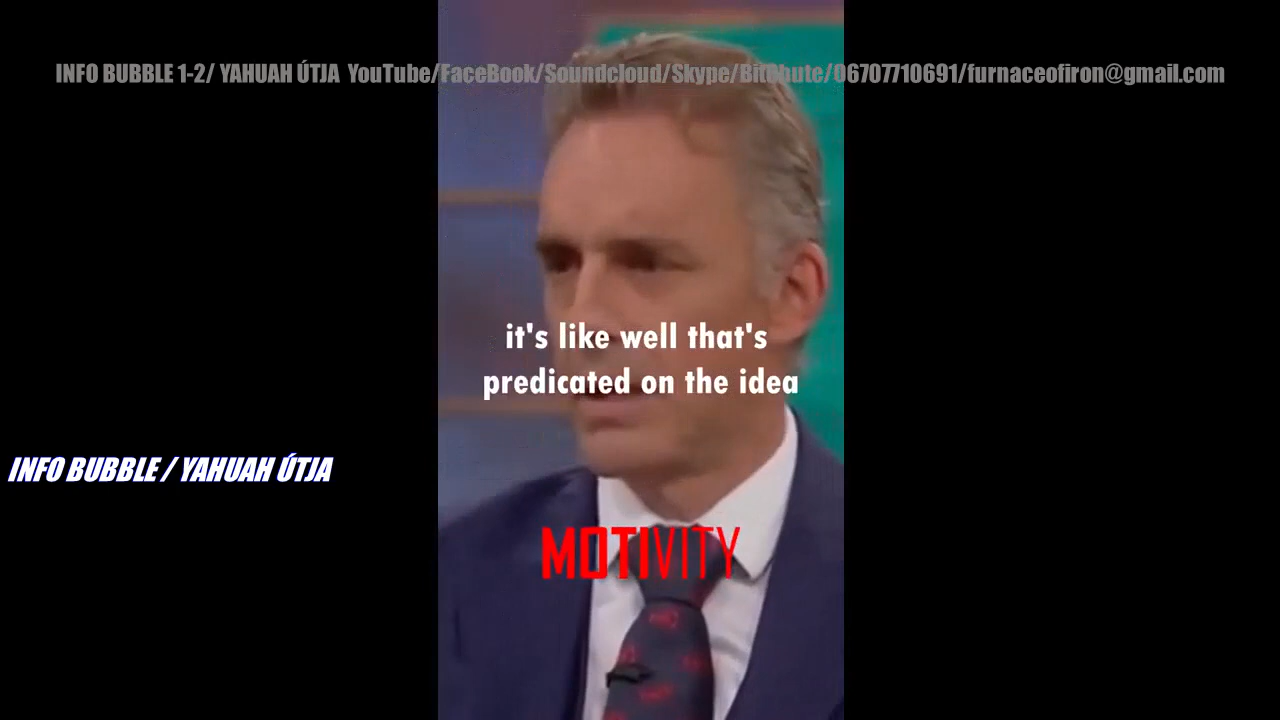 INFO BUBBLE 1-2/ YAHUAH ÚTJA YouTube/FaceBook/Soundcloud/Skype/BitChute/06707710691/furnaceofiron@gmail.com
it's like well that's
predicated on the idea
INFO BUBBLE / YAHUAH ÚTJA
MOTIVITY